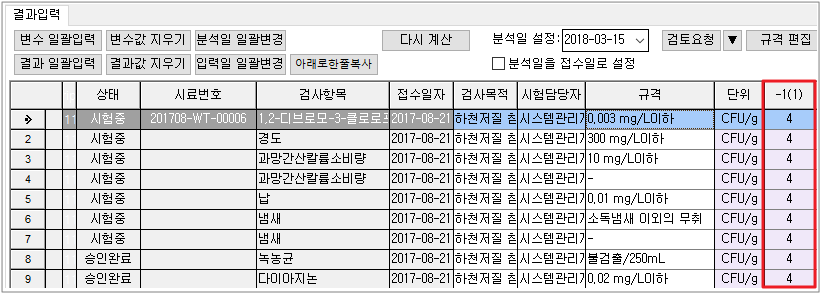 결과입력
변수 일괄입력 변수값 지우기 분석일 일괄변경 다시 계산 분석일 설정: 2018-03-15 검토요청 ▼ 규격 편집
결과 일괄입력 결과값 지우기 입력일 일괄변경 아래로한줄복사 분석일을 접수일로 설정
상태 시료번호 검사항목 접수일자 검사목적 시험담당자 규격 단위 -1(1)
시험중 201708-WT-00006 1,2-디브로모-3-클로로프 2017-08-21 하천저질 침 시스템관리자 0,003 mg/L이하 CFU/g 4
2 시험중 경도 2017-08-21 하천저질 침 시스템관리자 300 mg/L이하 CFU/g 4
3 시험중 과망간산칼륨소비량 2017-08-21 하천저질 침 시스템관리자 10 mg/L이하 CFU/g 4
4 시험중 과망간산칼륨소비량 2017-08-21 하천저질 침 시스템관리자 - CFU/g 4
5 시험중 납 2017-08-21 하천저질 침 시스템관리자 0,01 mg/L이하 CFU/g 4
6 시험중 냄새 2017-08-21 하천저질 침 시스템관리자 소독냄새 이외의 무취 CFU/g 4
7 시험중 냄새 2017-08-21 하천저질 침 시스템관리자 - CFU/g 4
8 승인완료 녹농균 2017-08-21 하천저질 침 시스템관리자 불검출/250mL CFU/g 4
9 승인완료 다이아지논 2017-08-21 하천저질 침 시스템관리자 0,02 mg/L이하 CFU/g 4